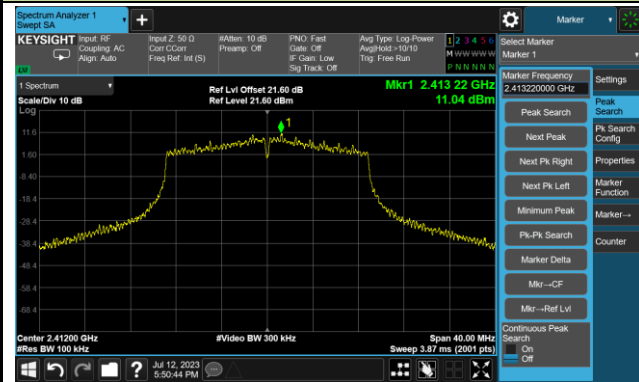 Spectrum Analyzer 1
Swept SA
+
Marker
KEYSIGHT
Input: RF
Coupling: AC
Align: Auto
Input Z: 50 Ω
Corr CCorr
Freq Ref: Int (S)
#Atten: 10 dB
Preamp: Off
PNO: Fast
Gate: Off
IF Gain: Low
Sig Track: Off
Avg Type: Log-Power
Avg|Hold:>10/10
Trig: Free Run
1 2 3 4 5 6
M W W W W W
P N N N N N
LXI
Select Marker
Marker 1
1 Spectrum
Scale/Div 10 dB
Log
Ref Lvl Offset 21.60 dB
Ref Level 21.60 dBm
Mkr1 2.413 22 GHz
11.04 dBm
1
11.6
1.60
-8.40
-18.4
-28.4
-38.4
-48.4
-58.4
-68.4
Center 2.41200 GHz
#Res BW 100 kHz
#Video BW 300 kHz
Span 40.00 MHz
Sweep 3.87 ms (2001 pts)
Marker Frequency
2.413220000 GHz
Peak Search
Next Peak
Next Pk Right
Next Pk Left
Minimum Peak
Pk-Pk Search
Marker Delta
Mkr→CF
Mkr→Ref Lvl
Continuous Peak
Search
On
Off
Settings
Peak
Search
Pk Search
Config
Properties
Marker
Function
Marker→
Counter
?
Jul 12, 2023
5:50:44 PM